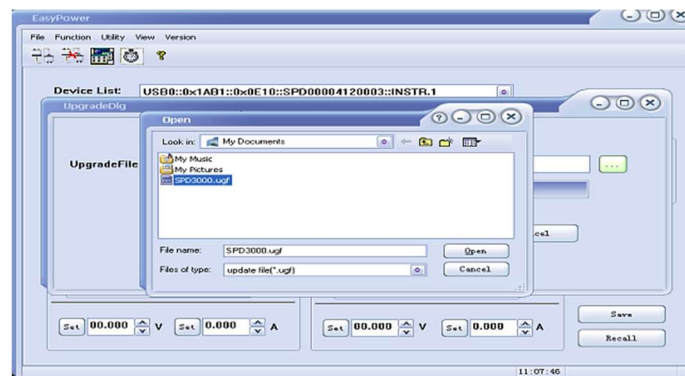 EasyPower
File Function Utility View Version
Device List: USB0::0x1AB1::0x0E10::SPD00004120003::INSTR.1
UpgradeDlg
Open
Look in: My Documents
My Music
My Pictures
SPD3000.ugf
UpgradeFile
...
File name: SPD3000.ugf
Open
Files of type: update file(*.ugf)
Cancel
cel
Set 00.000 V Set 0.000 A
Set 00.000 V Set 0.000 A
Save
Recall
11:07:46